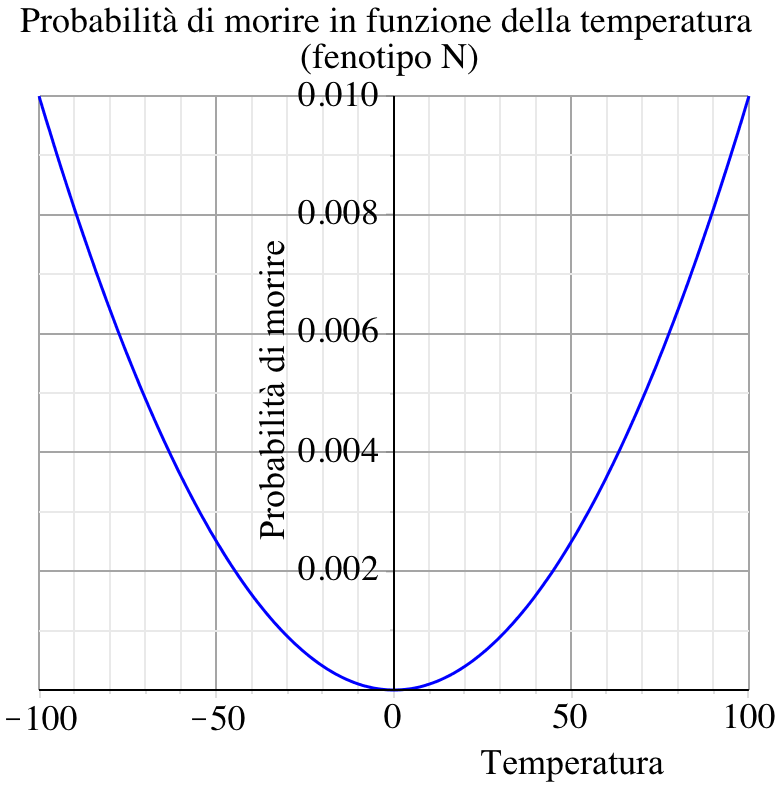 Probabilità di morire in funzione della temperatura
(fenotipo N)
0.010
0.008
0.006
0.004
0.002
Probabilità di morire
−100
−50
0
50
100
Temperatura